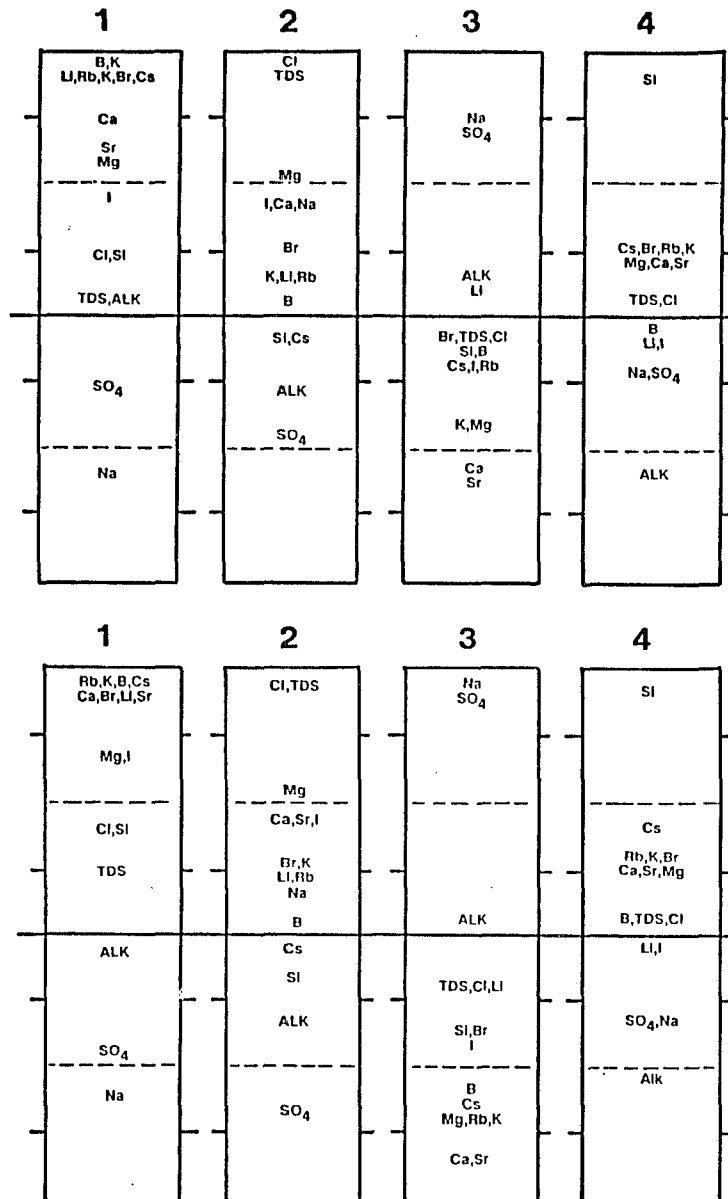 1
B,K
Li,Rb,K,Br,Cs
Ca
Sr
Mg
I
Cl,Si
TDS,ALK
SO4
Na
2
Cl
TDS
Mg
I,Ca,Na
Br
K,Li,Rb
B
Si,Cs
ALK
SO4
3
Na
SO4
ALK
Li
Br,TDS,Cl
Si,B
Cs,I,Rb
K,Mg
Ca
Sr
4
Si
Cs,Br,Rb,K
Mg,Ca,Sr
TDS,Cl
B
Li,I
Na,SO4
ALK
1
Rb,K,B,Cs
Ca,Br,Li,Sr
Mg,I
Cl,Si
TDS
ALK
SO4
Na
2
Cl,TDS
Mg
Ca,Sr,I
Br,K
Li,Rb
Na
B
Cs
Si
ALK
SO4
3
Na
SO4
ALK
TDS,Cl,Li
Si,Br
I
B
Cs
Mg,Rb,K
Ca,Sr
4
Si
Cs
Rb,K,Br
Ca,Sr,Mg
B,TDS,Cl
Li,I
SO4,Na
Alk